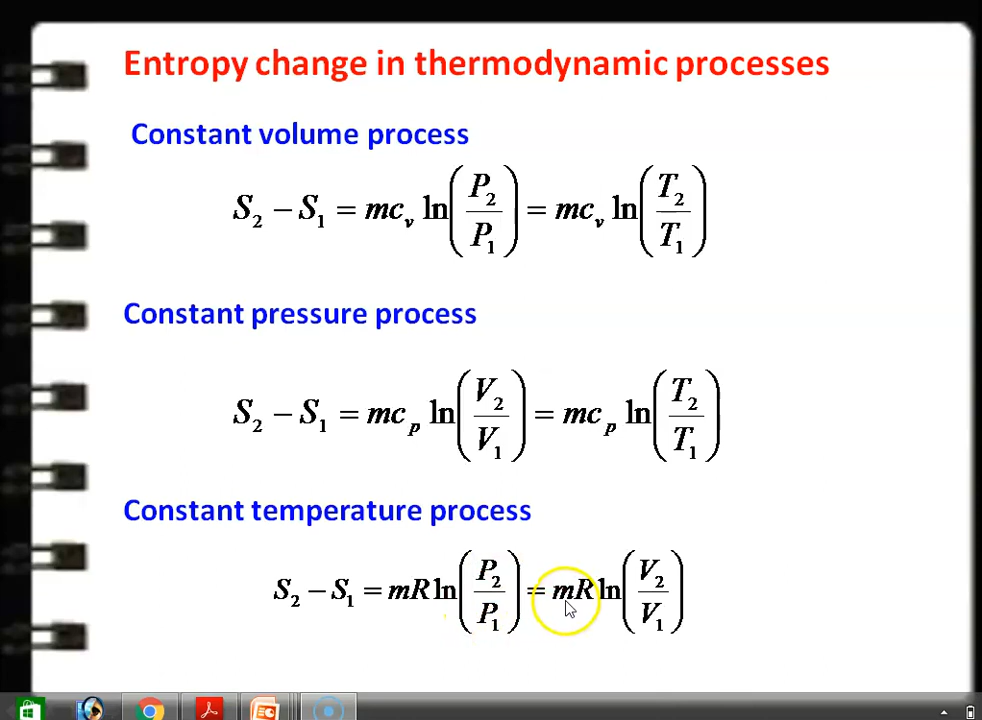 Entropy change in thermodynamic processes
Constant volume process
S₂ − S₁ = mcᵥ ln(P₂/P₁) = mcᵥ ln(T₂/T₁)
Constant pressure process
S₂ − S₁ = mcₚ ln(V₂/V₁) = mcₚ ln(T₂/T₁)
Constant temperature process
S₂ − S₁ = mR ln(P₂/P₁) = mR ln(V₂/V₁)